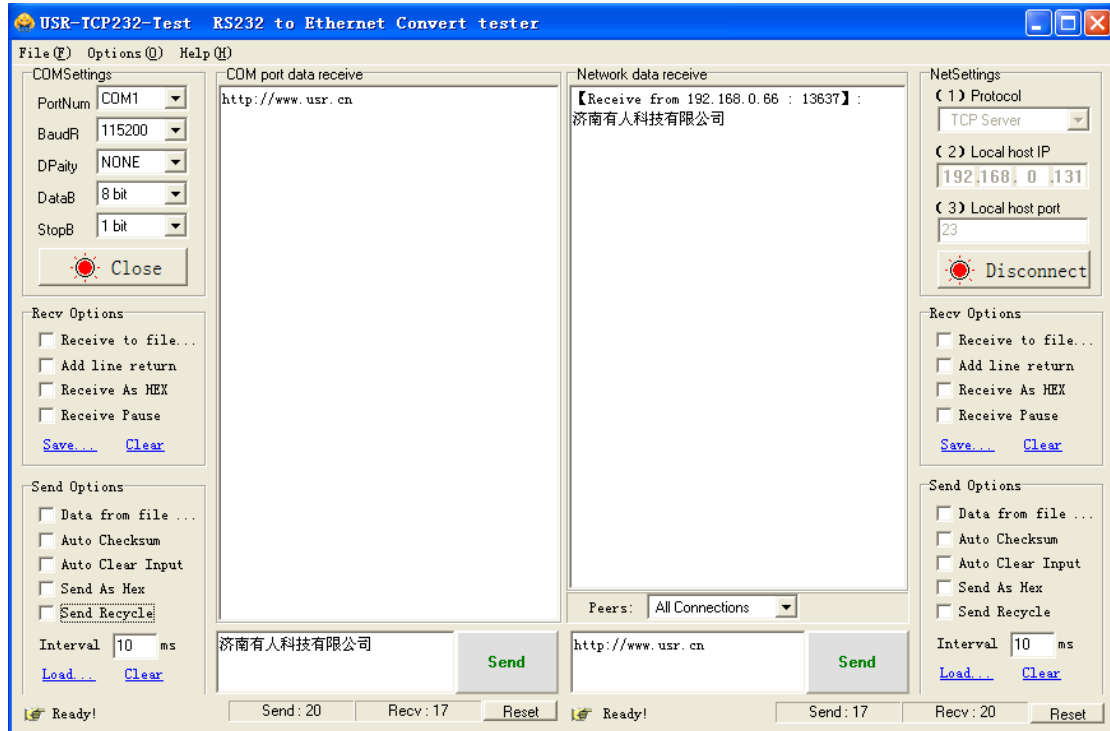 USR-TCP232-Test RS232 to Ethernet Convert tester
File(F) Options(O) Help(H)
COMSettings
PortNum COM1
BaudR 115200
DPaity NONE
DataB 8 bit
StopB 1 bit
Close
Recv Options
Receive to file...
Add line return
Receive As HEX
Receive Pause
Save... Clear
Send Options
Data from file ...
Auto Checksum
Auto Clear Input
Send As Hex
Send Recycle
Interval 10 ms
Load... Clear
COM port data receive
http://www.usr.cn
济南有人科技有限公司
Send
Network data receive
【Receive from 192.168.0.66 : 13637】:
济南有人科技有限公司
Peers: All Connections
http://www.usr.cn
Send
NetSettings
(1) Protocol
TCP Server
(2) Local host IP
192.168. 0 .131
(3) Local host port
23
Disconnect
Recv Options
Receive to file...
Add line return
Receive As HEX
Receive Pause
Save... Clear
Send Options
Data from file ...
Auto Checksum
Auto Clear Input
Send As Hex
Send Recycle
Interval 10 ms
Load... Clear
Ready! Send : 20 Recv : 17 Reset
Ready! Send : 17 Recv : 20 Reset